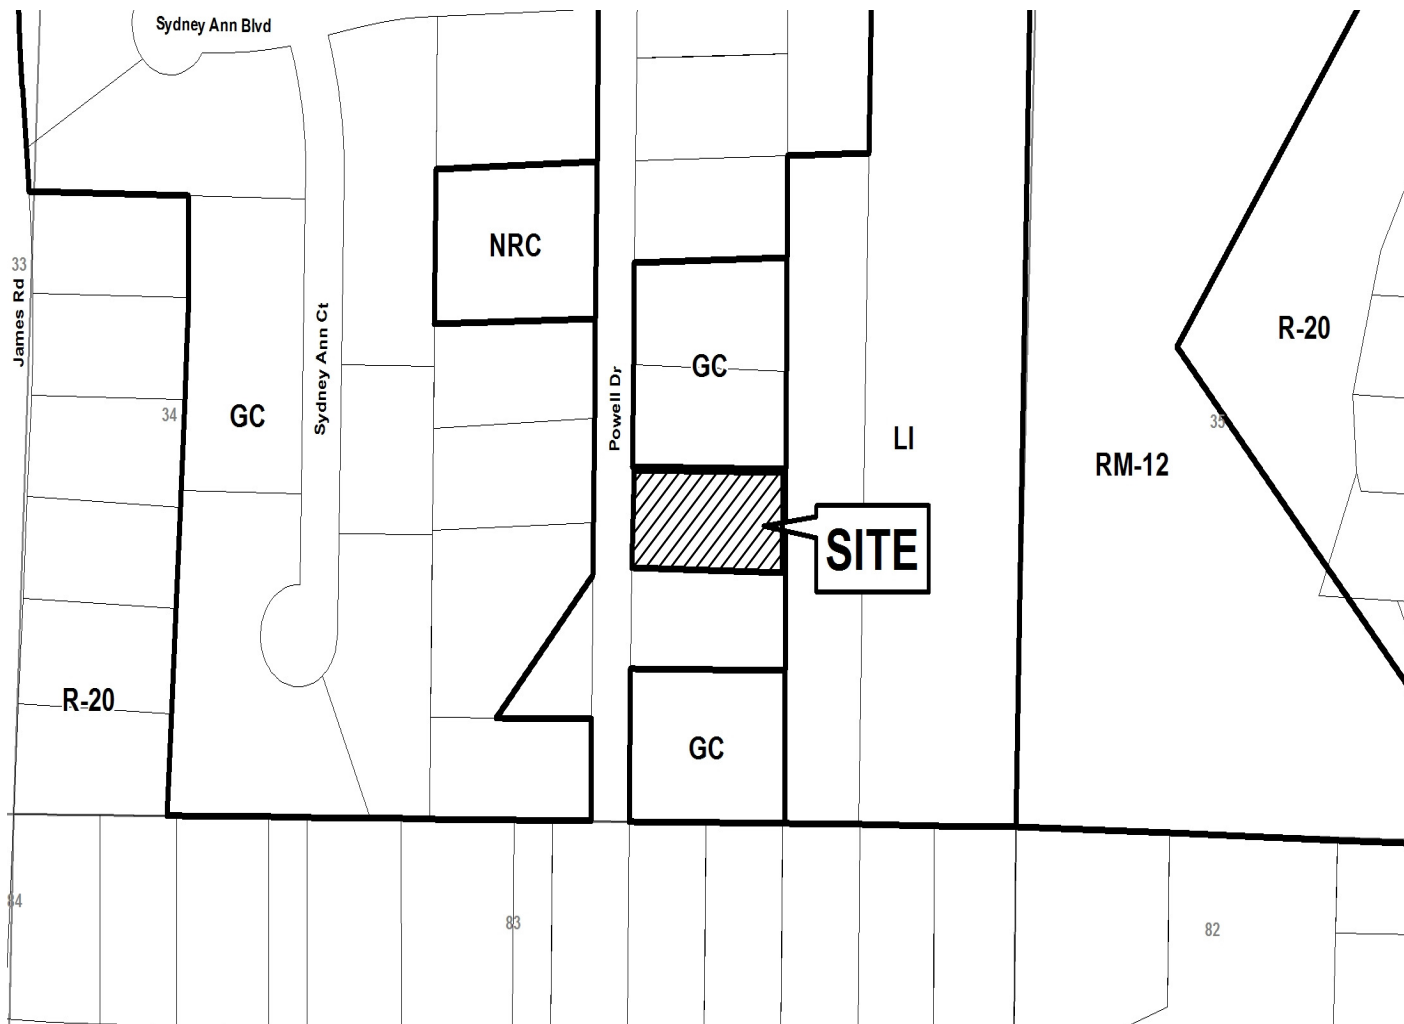 Sydney Ann Blvd
NRC
33
James Rd
R-20
Sydney Ann Ct
GC
Powell Dr
34
GC
35
LI
RM-12
SITE
R-20
GC
84
83
82